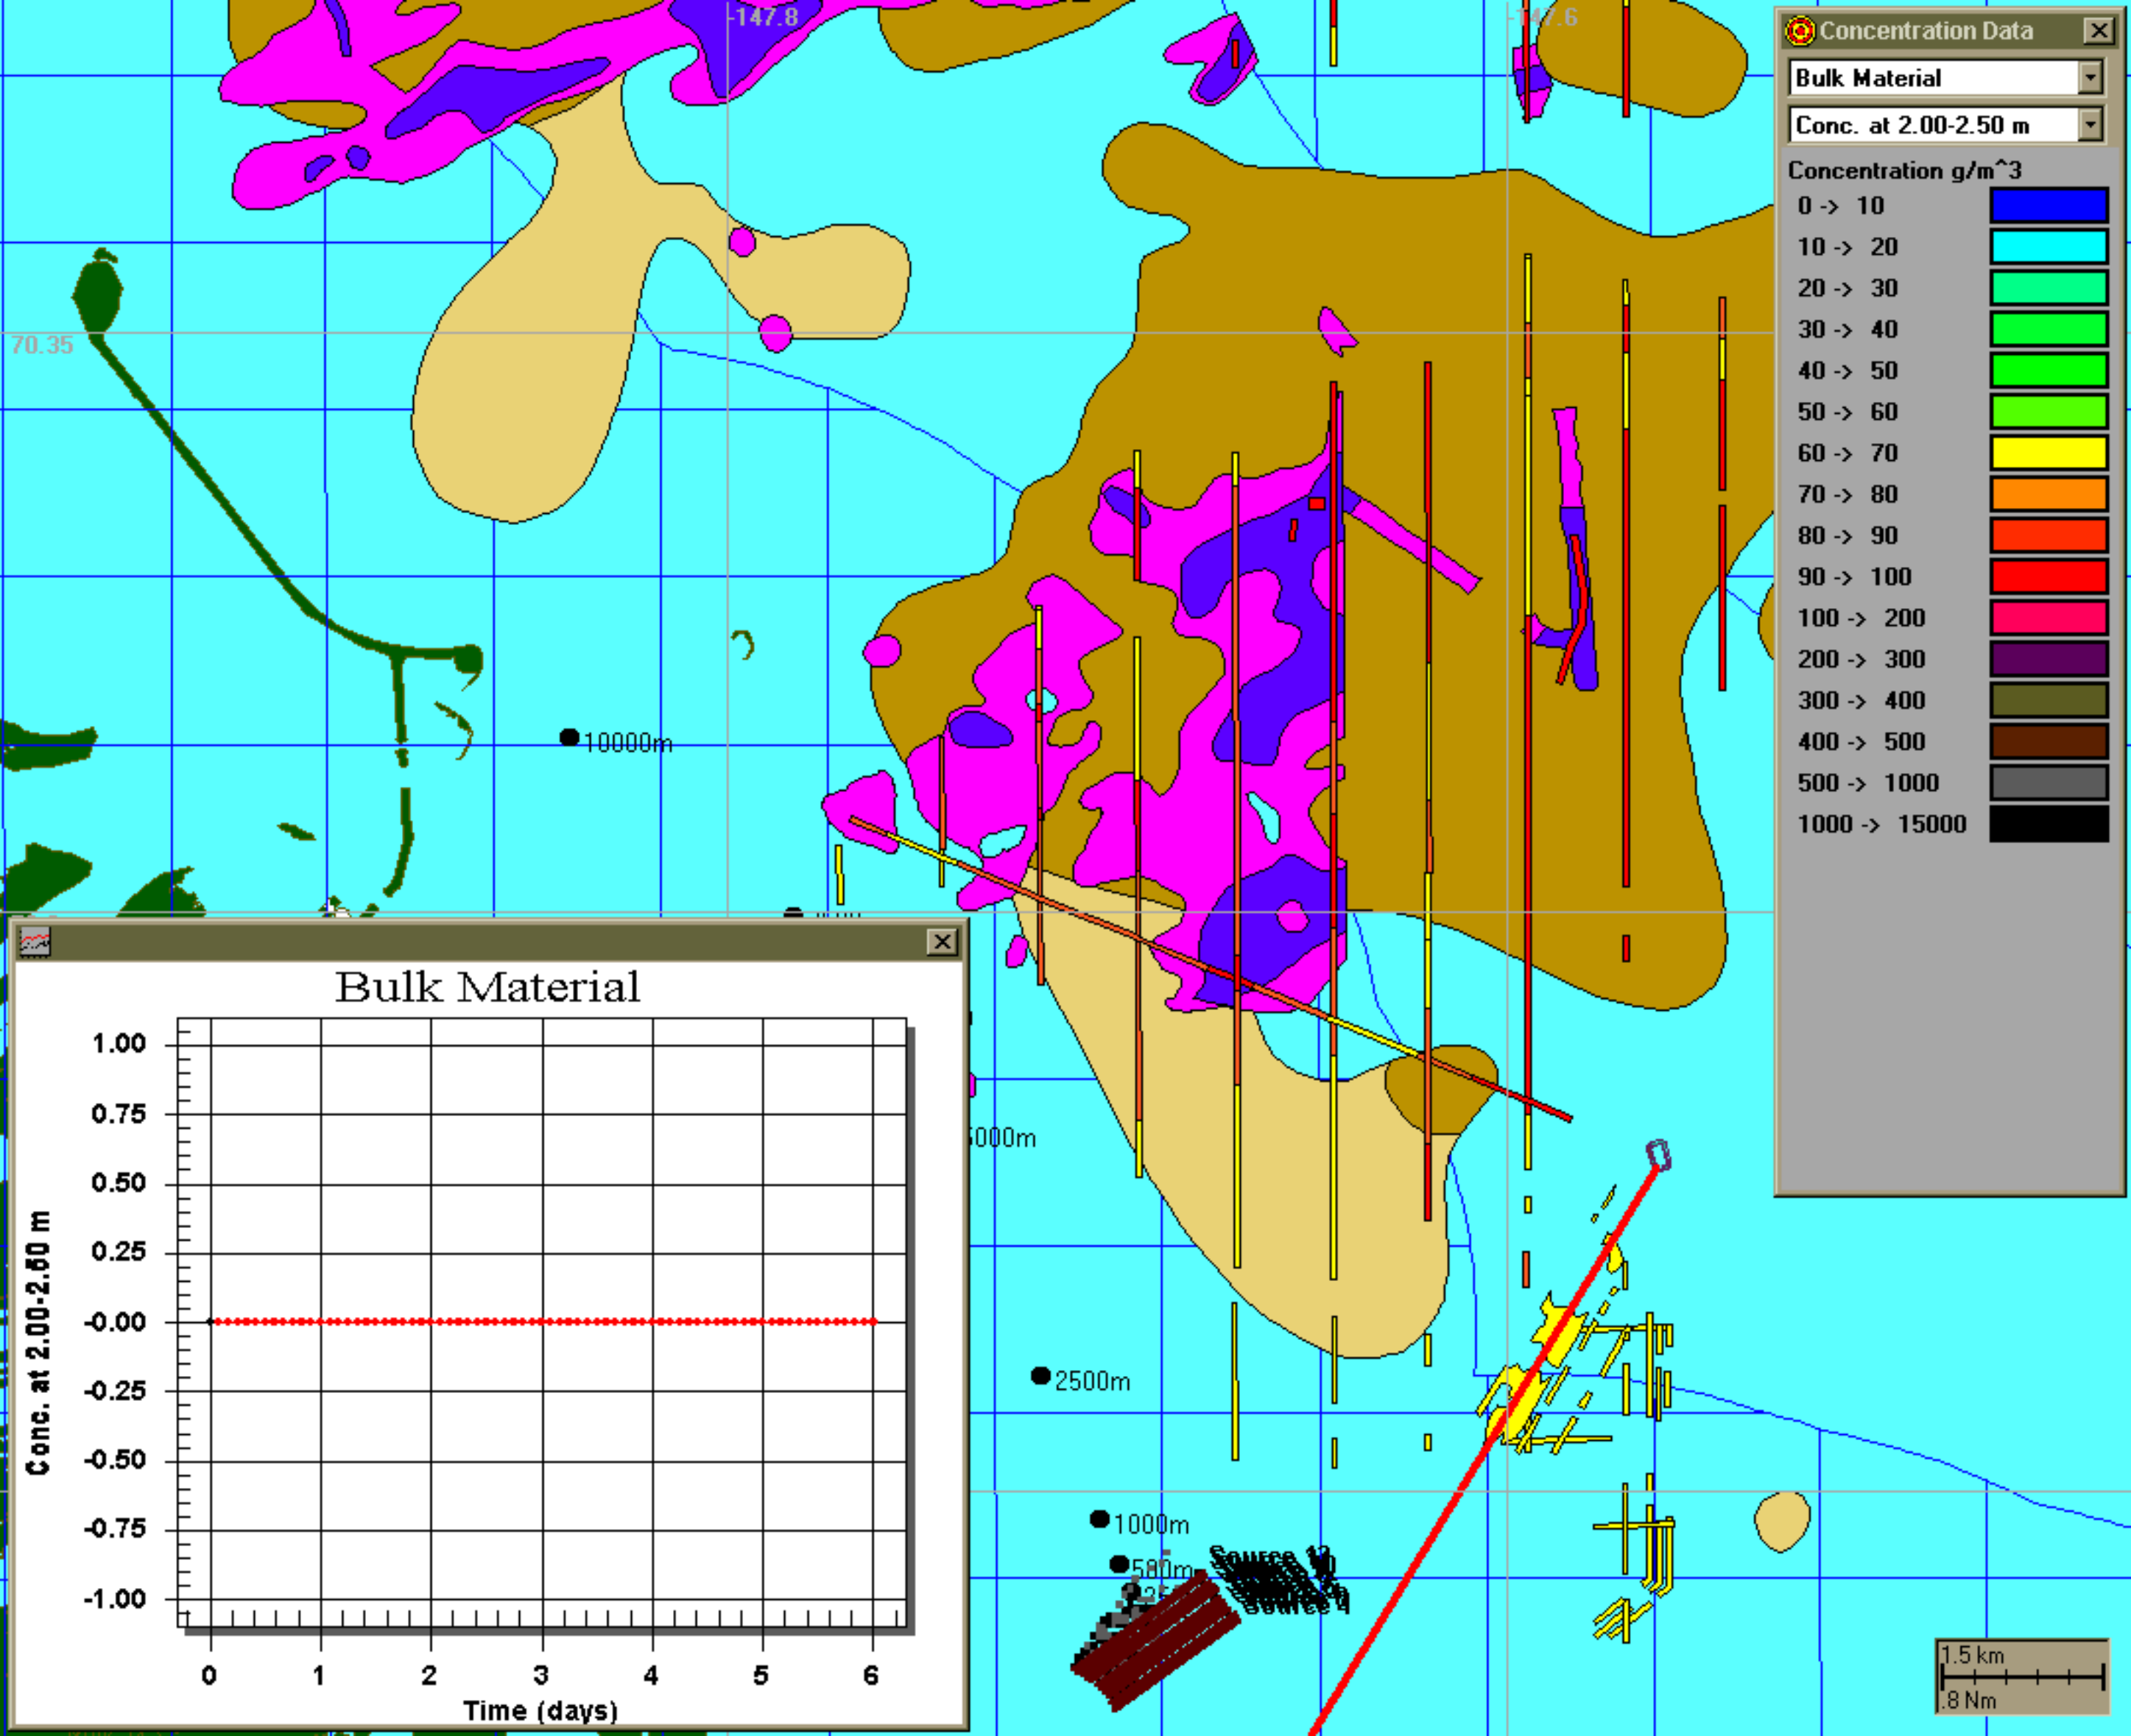 -147.8
-147.6
70.35
Concentration Data
Bulk Material
Conc. at 2.00-2.50 m
Concentration g/m^3
0 -> 10
10 -> 20
20 -> 30
30 -> 40
40 -> 50
50 -> 60
60 -> 70
70 -> 80
80 -> 90
90 -> 100
100 -> 200
200 -> 300
300 -> 400
400 -> 500
500 -> 1000
1000 -> 15000
10000m
Bulk Material
1.00
0.75
0.50
0.25
-0.00
-0.25
-0.50
-0.75
-1.00
Conc. at 2.00-2.50 m
0 1 2 3 4 5 6
Time (days)
000m
2500m
1000m
580m
Source 4
1.5 km
.8 Nm